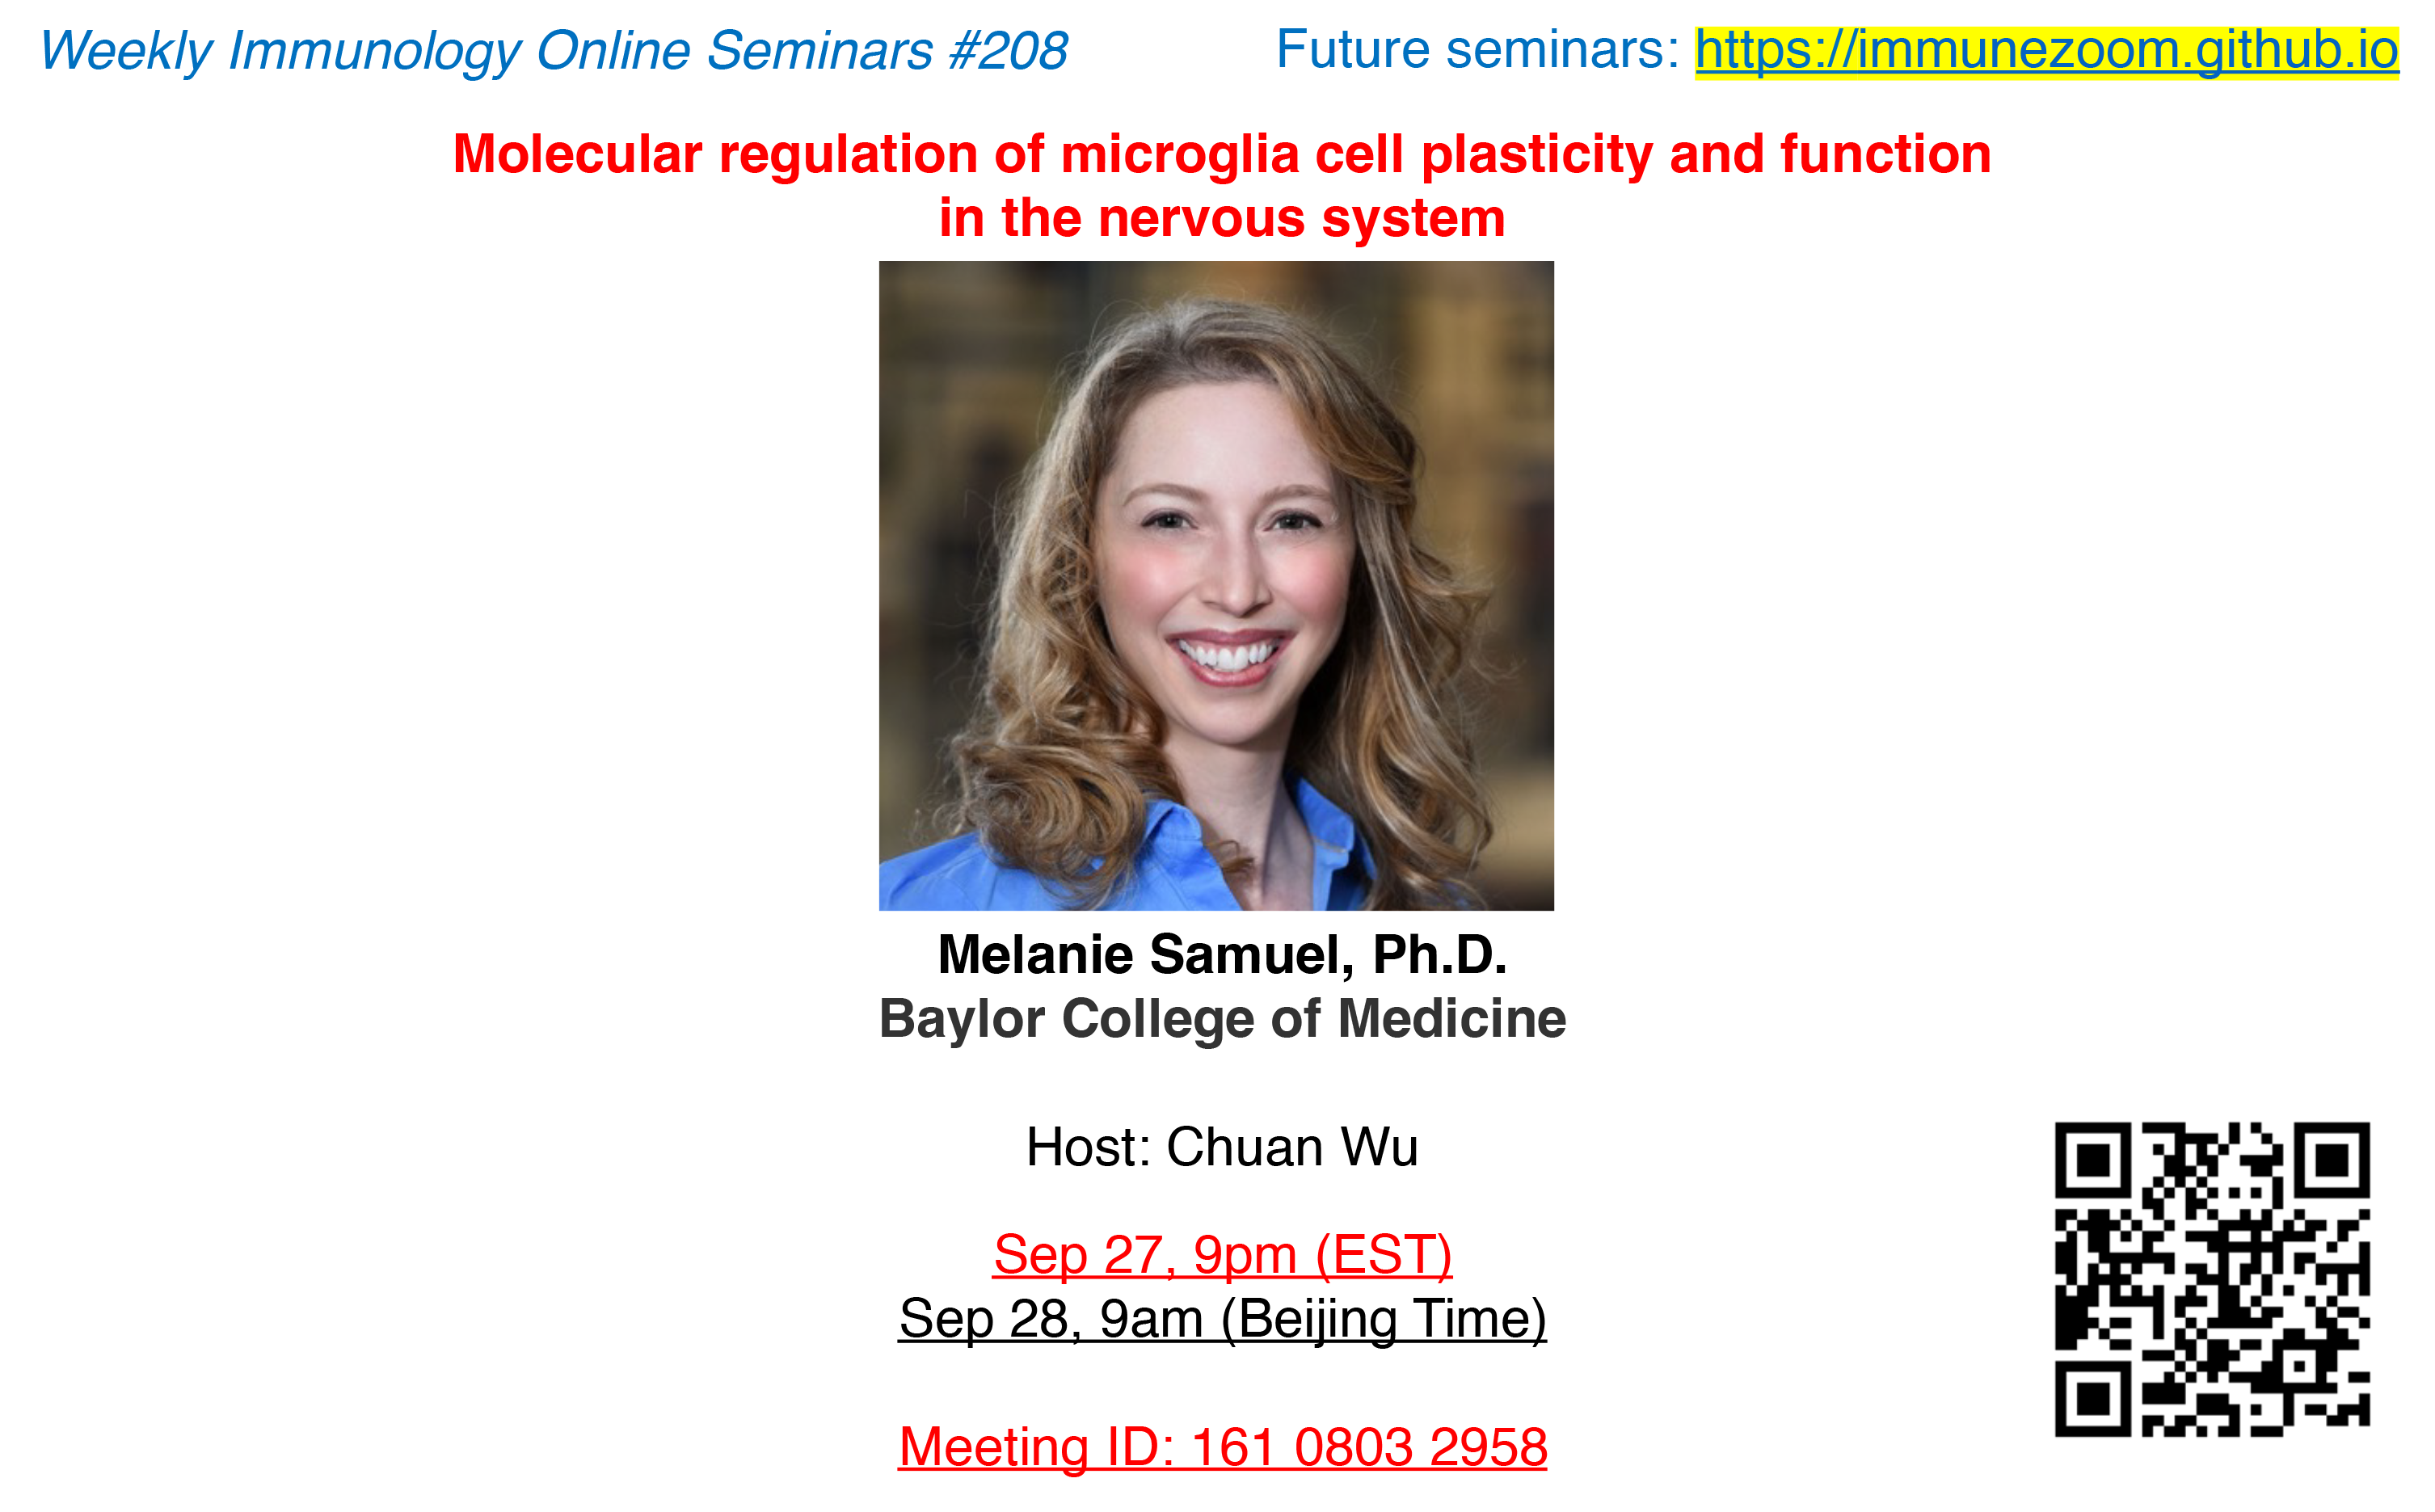 Weekly Immunology Online Seminars #208
Future seminars: https://immunezoom.github.io
Molecular regulation of microglia cell plasticity and function
in the nervous system
Melanie Samuel, Ph.D.
Baylor College of Medicine
Host: Chuan Wu
Sep 27, 9pm (EST)
Sep 28, 9am (Beijing Time)
Meeting ID: 161 0803 2958